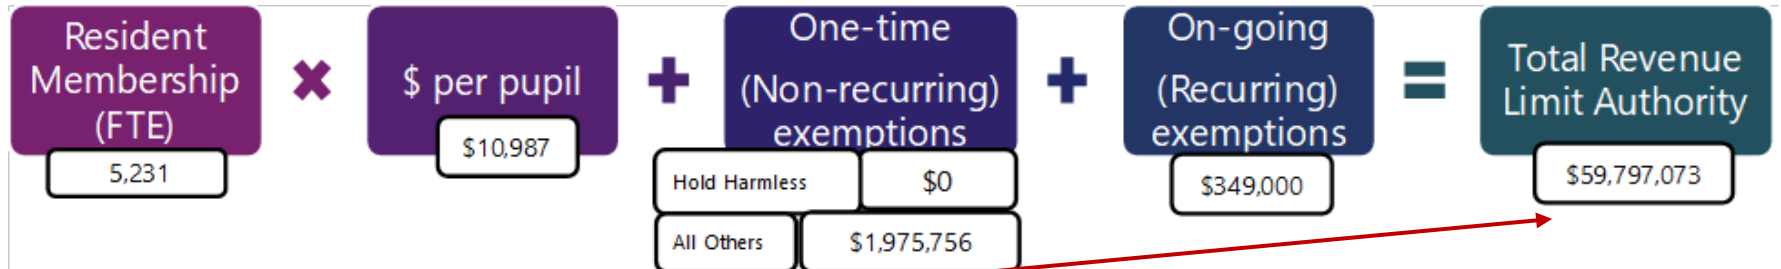 Resident
Membership
(FTE)
5,231
$ per pupil
$10,987
One-time
(Non-recurring)
exemptions
Hold Harmless
$0
All Others
$1,975,756
On-going
(Recurring)
exemptions
$349,000
Total Revenue
Limit Authority
$59,797,073